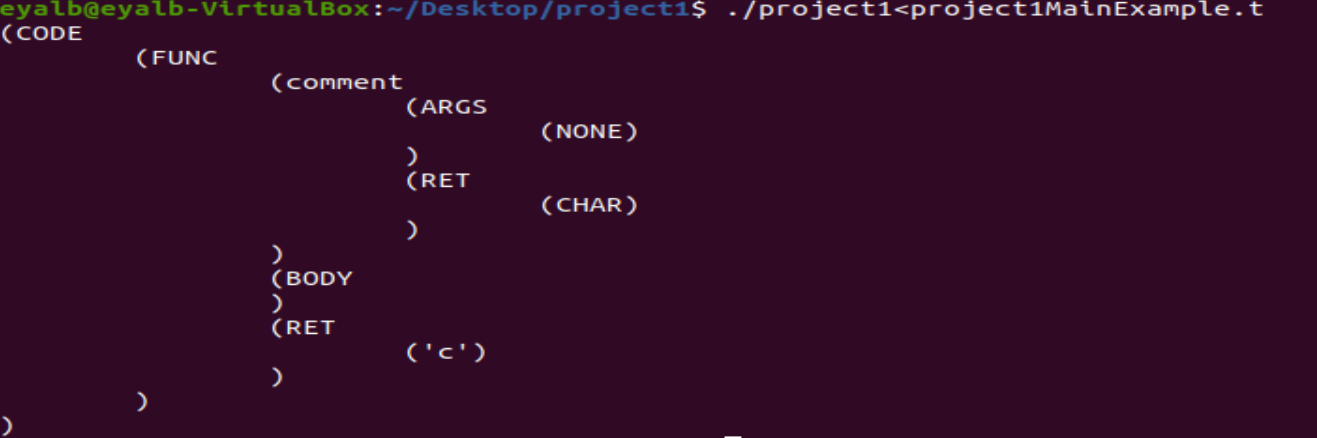 eyalb@eyalb-VirtualBox:~/Desktop/project1$ ./project1<project1MainExample.t
(CODE
(FUNC
(comment
(ARGS
(NONE)
)
(RET
(CHAR)
)
)
(BODY
)
(RET
('c')
)
)
)